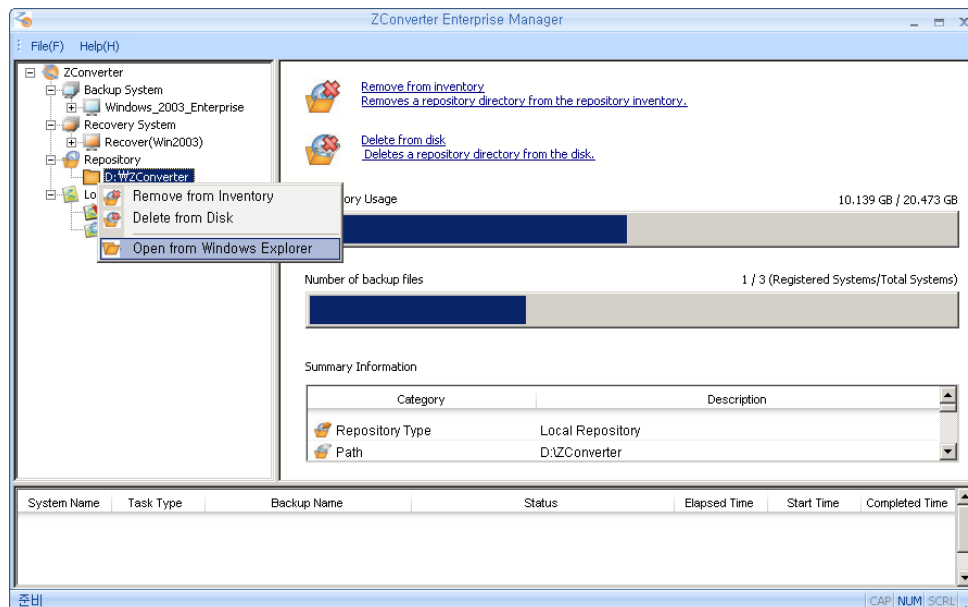 ZConverter Enterprise Manager
File(F) Help(H)
ZConverter
Backup System
Windows_2003_Enterprise
Recovery System
Recover(Win2003)
Repository
D:₩ZConverter
Lo
Remove from Inventory
Delete from Disk
Open from Windows Explorer
Remove from inventory
Removes a repository directory from the repository inventory.
Delete from disk
Deletes a repository directory from the disk.
ory Usage 10.139 GB / 20.473 GB
Number of backup files 1 / 3 (Registered Systems/Total Systems)
Summary Information
Category Description
Repository Type Local Repository
Path D:\ZConverter
System Name Task Type Backup Name Status Elapsed Time Start Time Completed Time
준비 CAP NUM SCRL